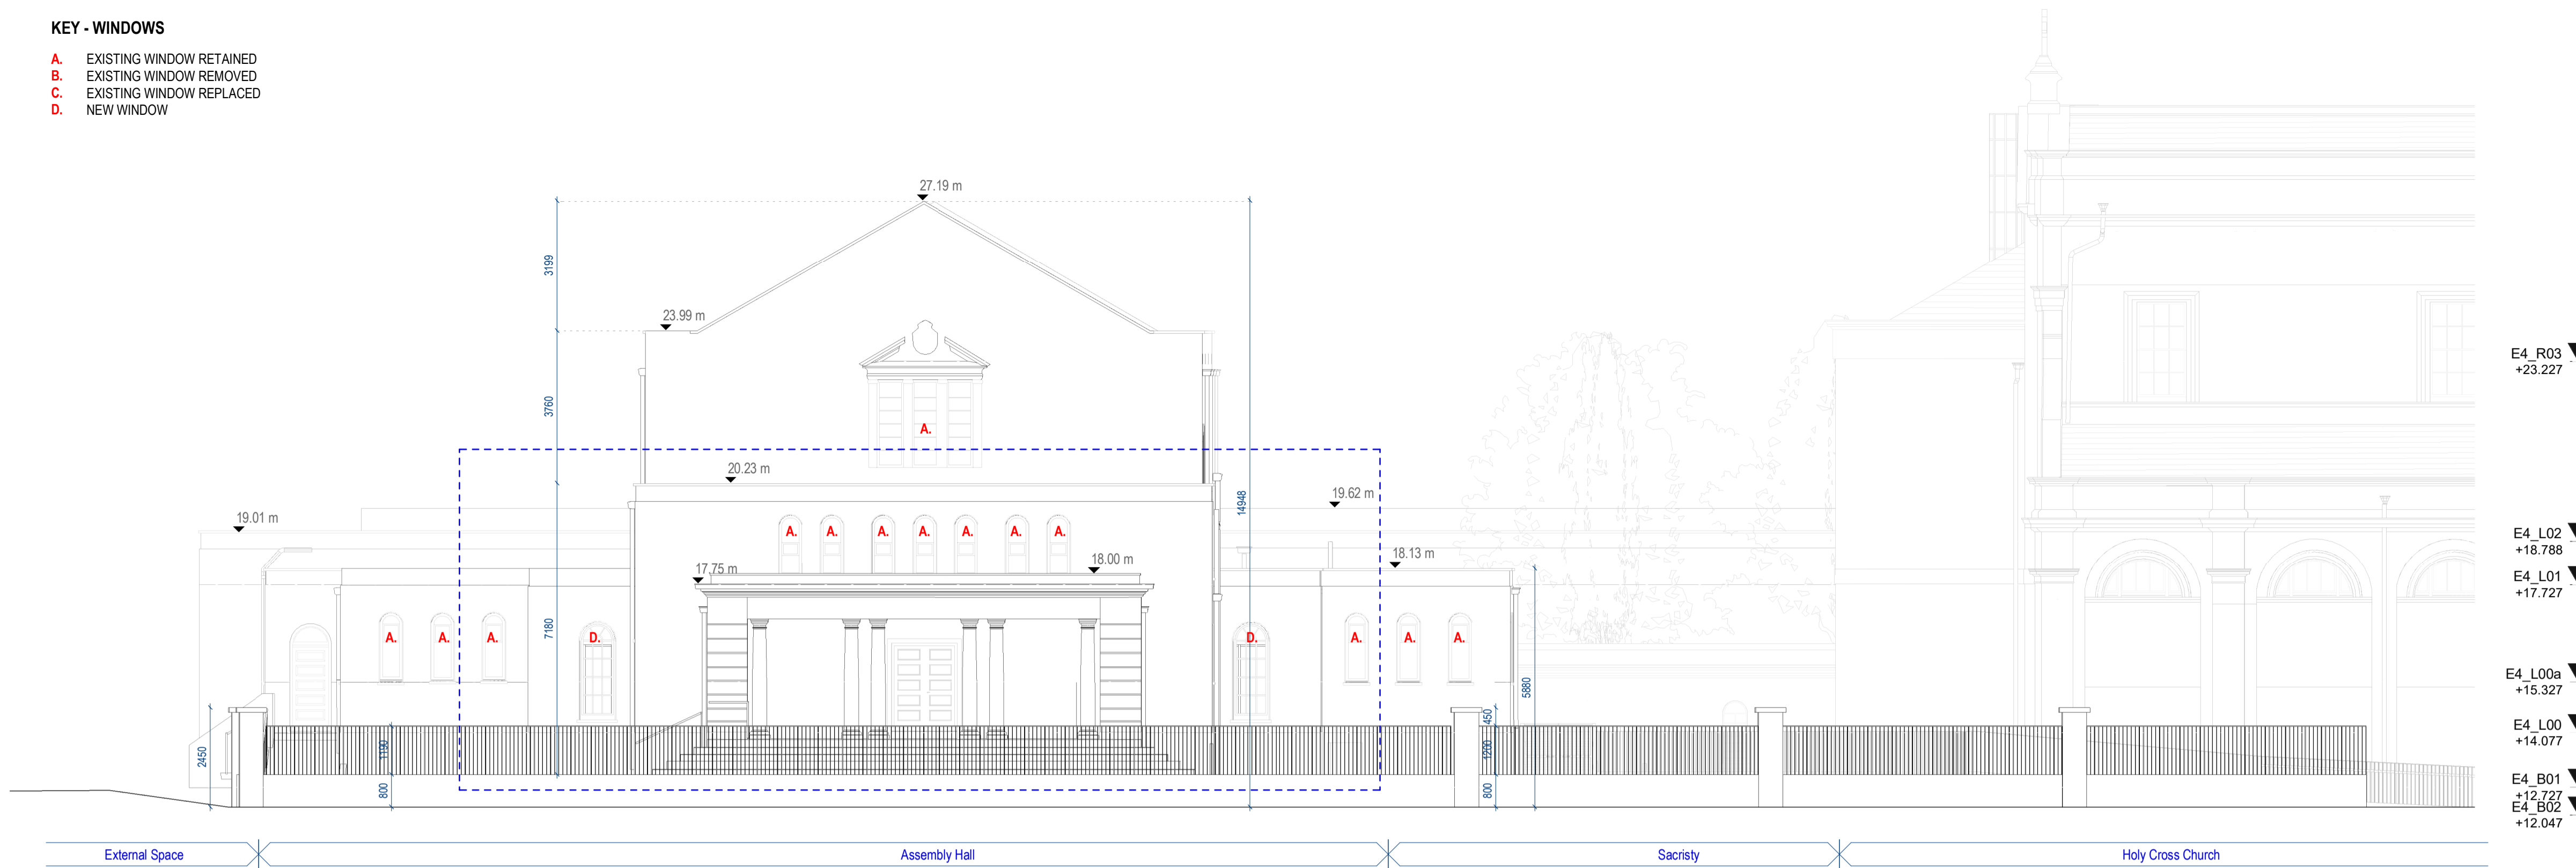 KEY - WINDOWS
A. EXISTING WINDOW RETAINED
B. EXISTING WINDOW REMOVED
C. EXISTING WINDOW REPLACED
D. NEW WINDOW
27.19 m
3199
23.99 m
E4_R03
+23.227
3760
A.
20.23 m
14948
19.62 m
19.01 m
A. A. A. A. A. A. A.
E4_L02
+18.788
18.00 m
18.13 m
17.75 m
E4_L01
+17.727
7180
A. A. A. D. D. A. A. A.
E4_L00a
+15.327
5880
450
E4_L00
+14.077
2450
1190
1200
800
800
E4_B01
+12.727
E4_B02
+12.047
External Space
Assembly Hall
Sacristy
Holy Cross Church